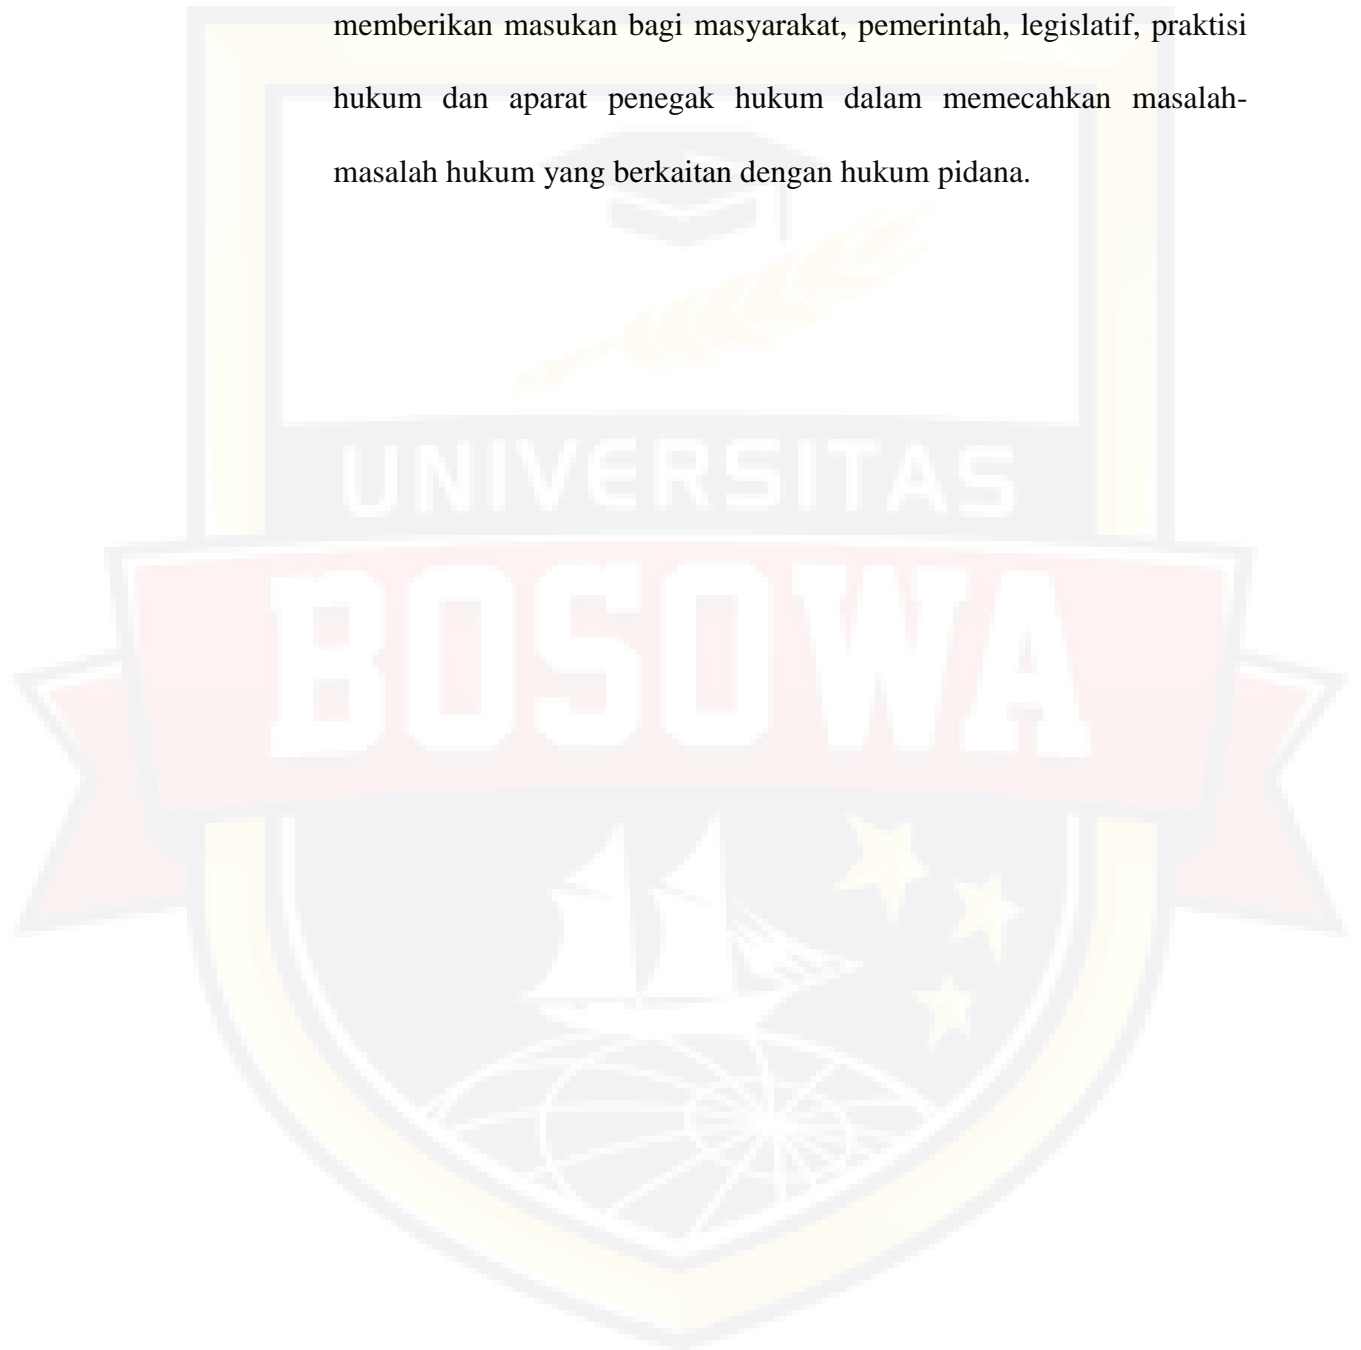 memberikan masukan bagi masyarakat, pemerintah, legislatif, praktisi
hukum dan aparat penegak hukum dalam memecahkan masalah-
masalah hukum yang berkaitan dengan hukum pidana.
UNIVERSITAS
BOSOWA